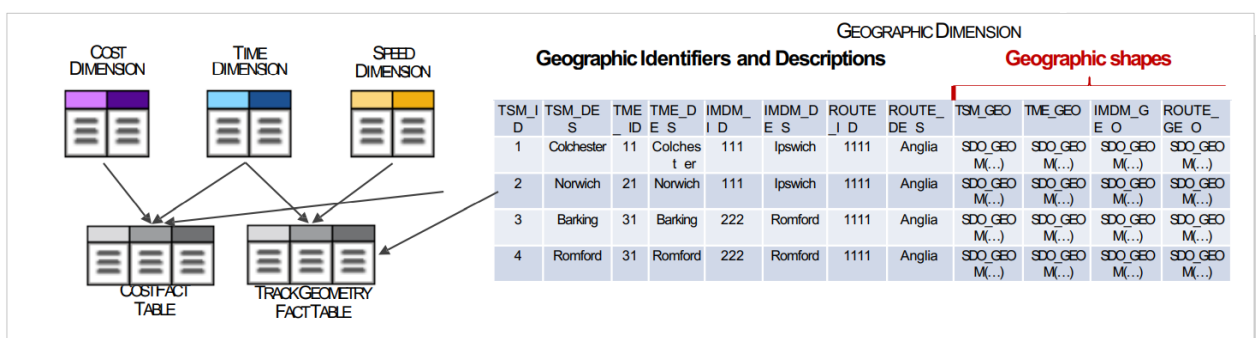 GEOGRAPHIC DIMENSION
COST
DIMENSION
TIME
DIMENSION
SPEED
DIMENSION
Geographic Identifiers and Descriptions
Geographic shapes
TSM_I TSM_DE TME TME_D IMDM_ IMDM_D ROUTE ROUTE_ TSM_GEO TME_GEO IMDM_G ROUTE_
D S _ ID E S I D E S _I D DE S E O GE O
1 Colchester 11 Colches 111 Ipswich 1111 Anglia SDO_GEO SDO_GEO SDO_GEO SDO_GEO
t er M(...) M(...) M(...) M(...)
2 Norwich 21 Norwich 111 Ipswich 1111 Anglia SDO_GEO SDO_GEO SDO_GEO SDO_GEO
M(...) M(...) M(...) M(...)
3 Barking 31 Barking 222 Romford 1111 Anglia SDO_GEO SDO_GEO SDO_GEO SDO_GEO
M(...) M(...) M(...) M(...)
4 Romford 31 Romford 222 Romford 1111 Anglia SDO_GEO SDO_GEO SDO_GEO SDO_GEO
M(...) M(...) M(...) M(...)
COST FACT
TABLE
TRACK GEOMETRY
FACT TABLE